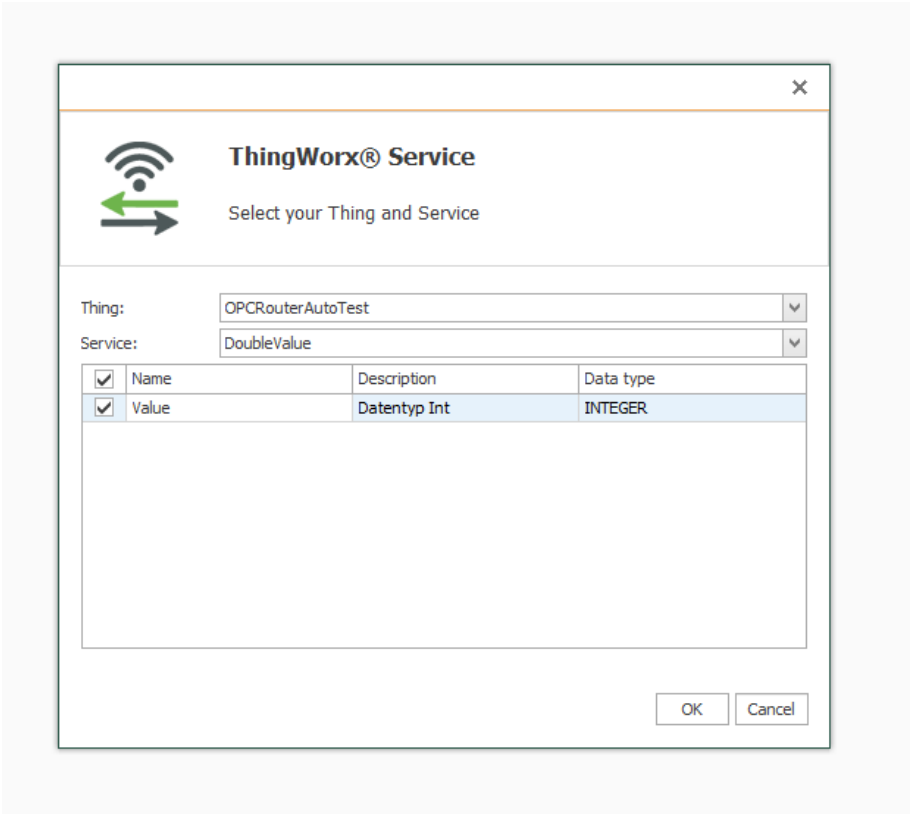 ThingWorx® Service
Select your Thing and Service
Thing: OPCRouterAutoTest
Service: DoubleValue
Name Description Data type
Value Datentyp Int INTEGER
OK Cancel